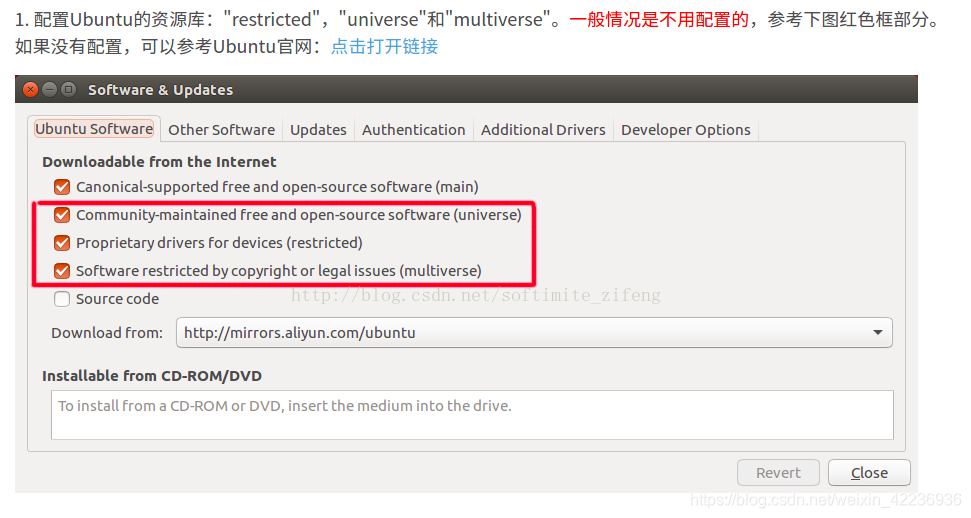 1. 配置Ubuntu的资源库："restricted"，"universe"和"multiverse"。一般情况是不用配置的，参考下图红色框部分。
如果没有配置，可以参考Ubuntu官网：点击打开链接
Software & Updates
Ubuntu Software Other Software Updates Authentication Additional Drivers Developer Options
Downloadable from the Internet
Canonical-supported free and open-source software (main)
Community-maintained free and open-source software (universe)
Proprietary drivers for devices (restricted)
Software restricted by copyright or legal issues (multiverse)
http://blog.csdn.net/softimite_zifeng
Source code
Download from: http://mirrors.aliyun.com/ubuntu
Installable from CD-ROM/DVD
To install from a CD-ROM or DVD, insert the medium into the drive.
Revert Close
https://blog.csdn.net/weixin_42236936